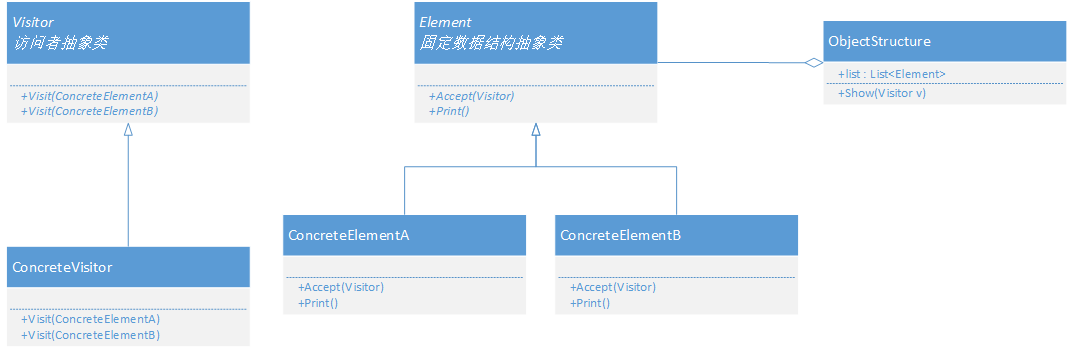 Visitor
访问者抽象类
+Visit(ConcreteElementA)
+Visit(ConcreteElementB)
Element
固定数据结构抽象类
+Accept(Visitor)
+Print()
ObjectStructure
+list : List<Element>
+Show(Visitor v)
ConcreteVisitor
+Visit(ConcreteElementA)
+Visit(ConcreteElementB)
ConcreteElementA
+Accept(Visitor)
+Print()
ConcreteElementB
+Accept(Visitor)
+Print()